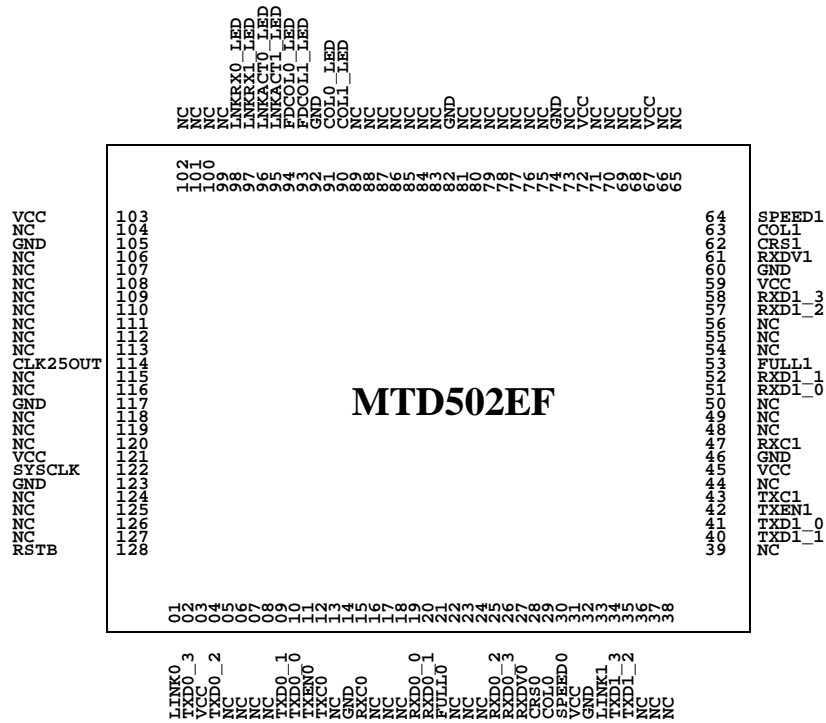 NC
NC
NC
NC
LNKRX0_LED
LNKRX1_LED
LNKACT0_LED
LNKACT1_LED
FDCOL0_LED
FDCOL1_LED
GND
COL0_LED
COL1_LED
NC
NC
NC
NC
NC
NC
NC
GND
NC
NC
NC
NC
NC
NC
NC
GND
NC
VCC
NC
NC
NC
NC
VCC
NC
NC
102
101
100
99
98
97
96
95
94
93
92
91
90
89
88
87
86
85
84
83
82
81
80
79
78
77
76
75
74
73
72
71
70
69
68
67
66
65
VCC 103
NC 104
GND 105
NC 106
NC 107
NC 108
NC 109
NC 110
NC 111
NC 112
NC 113
CLK25OUT 114
NC 115
NC 116
GND 117
NC 118
NC 119
NC 120
VCC 121
SYSCLK 122
GND 123
NC 124
NC 125
NC 126
NC 127
RSTB 128
MTD502EF
64 SPEED1
63 COL1
62 CRS1
61 RXDV1
60 GND
59 VCC
58 RXD1_3
57 RXD1_2
56 NC
55 NC
54 NC
53 FULL1
52 RXD1_1
51 RXD1_0
50 NC
49 NC
48 NC
47 RXC1
46 GND
45 VCC
44 NC
43 TXC1
42 TXEN1
41 TXD1_0
40 TXD1_1
39 NC
01
02
03
04
05
06
07
08
09
10
11
12
13
14
15
16
17
18
19
20
21
22
23
24
25
26
27
28
29
30
31
32
33
34
35
36
37
38
LINK0
TXD0_3
VCC
TXD0_2
NC
NC
NC
NC
TXD0_1
TXD0_0
TXEN0
TXC0
NC
GND
RXC0
NC
NC
NC
RXD0_0
RXD0_1
FULL0
NC
NC
NC
RXD0_2
RXD0_3
RXDV0
CRS0
COL0
SPEED0
VCC
GND
LINK1
TXD1_3
TXD1_2
NC
NC
NC